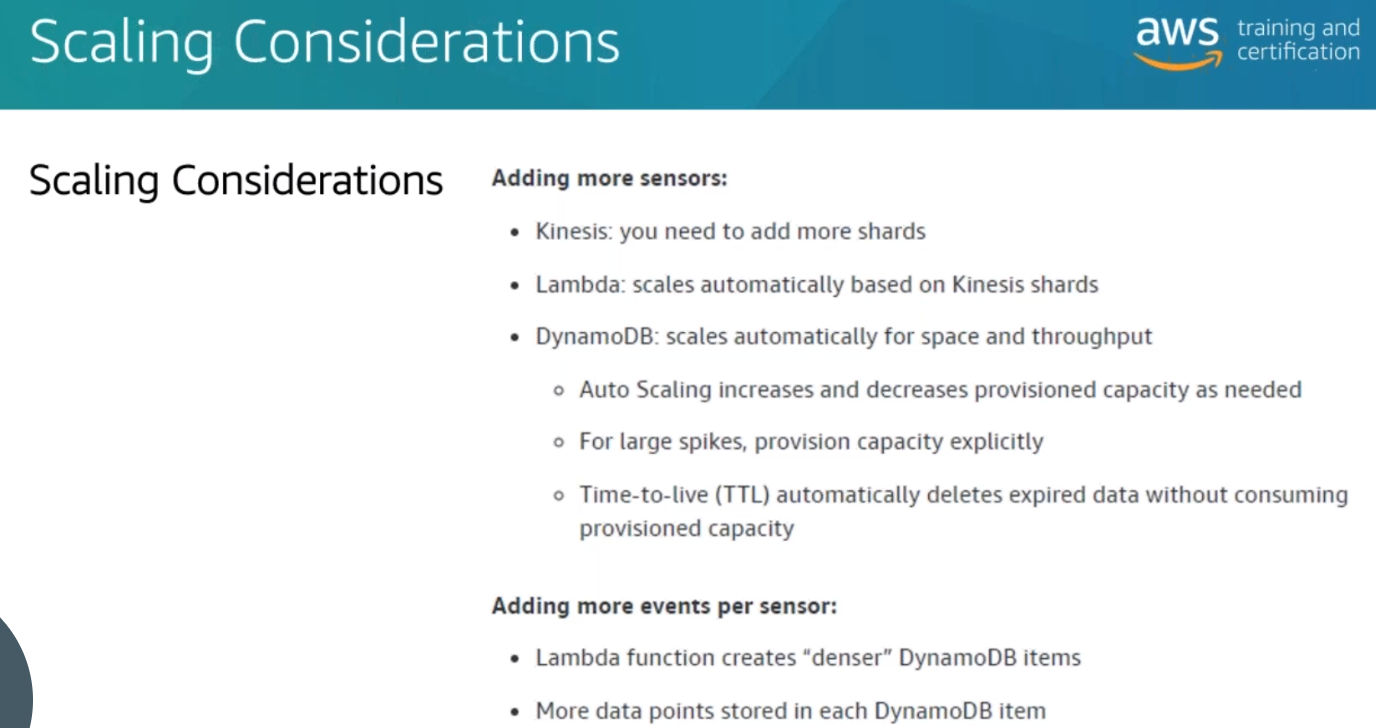 Scaling Considerations
aws training and
certification
Scaling Considerations
Adding more sensors:
• Kinesis: you need to add more shards
• Lambda: scales automatically based on Kinesis shards
• DynamoDB: scales automatically for space and throughput
◦ Auto Scaling increases and decreases provisioned capacity as needed
◦ For large spikes, provision capacity explicitly
◦ Time-to-live (TTL) automatically deletes expired data without consuming
provisioned capacity
Adding more events per sensor:
• Lambda function creates “denser” DynamoDB items
• More data points stored in each DynamoDB item